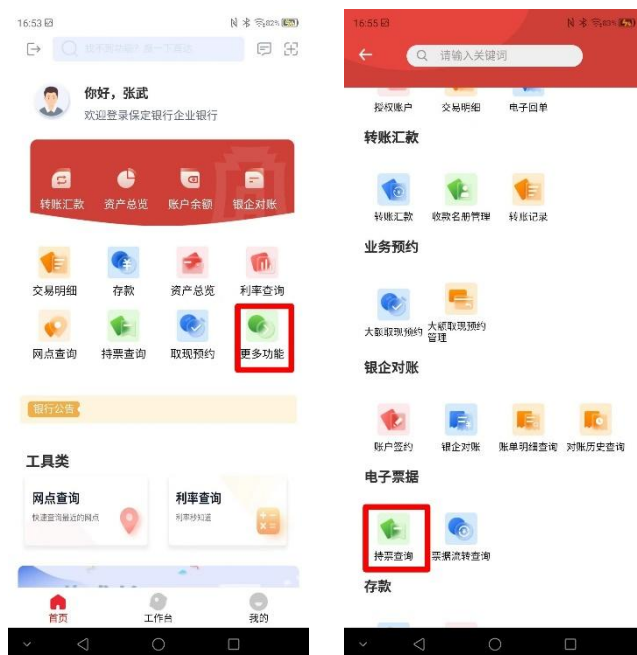 16:53
82%
你好，张武
欢迎登录保定银行企业银行
转账汇款 资产总览 账户余额 银企对账
交易明细 存款 资产总览 利率查询
网点查询 持票查询 取现预约 更多功能
银行公告
工具类
网点查询
快速查询最近的网点
利率查询
利率秒知道
首页 工作台 我的
16:55
请输入关键词
授权账户 交易明细 电子回单
转账汇款
转账汇款 收款名册管理 转账记录
业务预约
大额取现预约 大额取现预约管理
银企对账
账户签约 银企对账 账单明细查询 对账历史查询
电子票据
持票查询 票据流转查询
存款